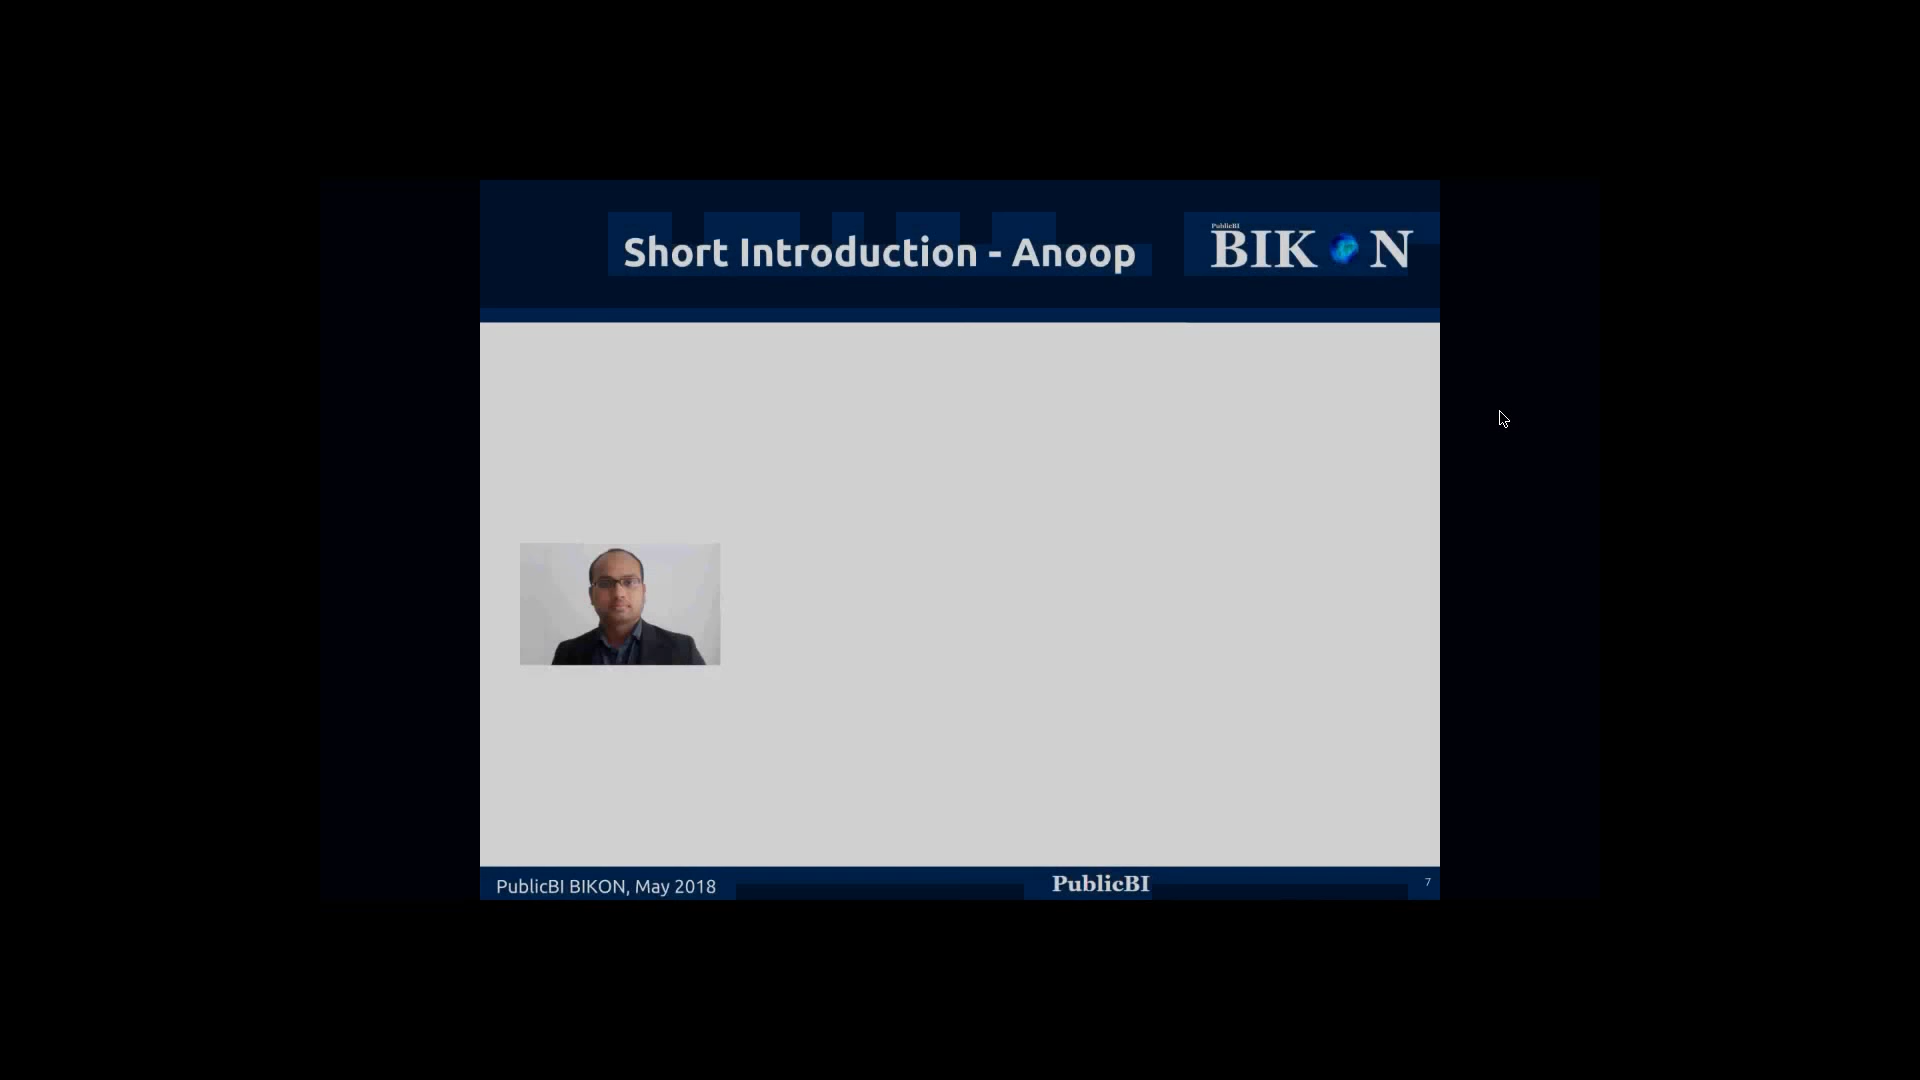 Short Introduction - Anoop
PublicBI
BIK N
PublicBI BIKON, May 2018
PublicBI
7